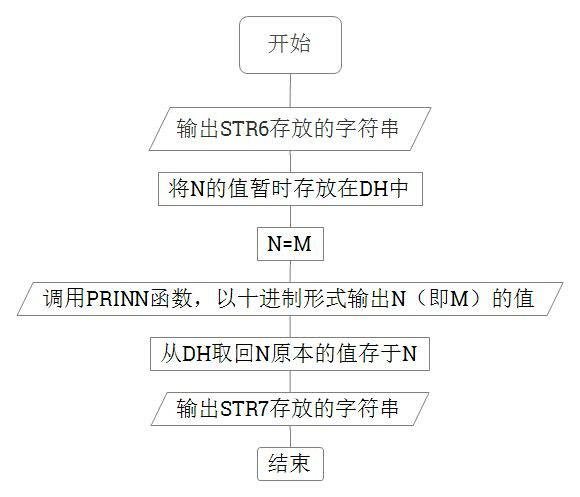 开始
输出STR6存放的字符串
将N的值暂时存放在DH中
N=M
调用PRINN函数，以十进制形式输出N（即M）的值
从DH取回N原本的值存于N
输出STR7存放的字符串
结束